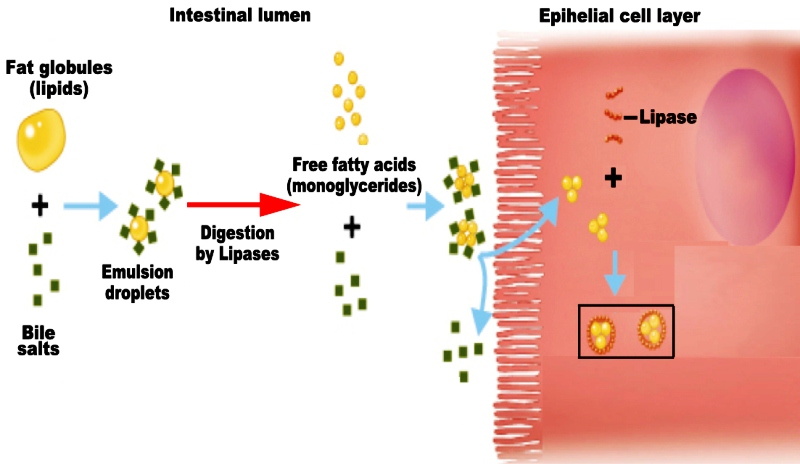 Intestinal lumen
Epihelial cell layer
Fat globules
(lipids)
Lipase
Free fatty acids
(monoglycerides)
Digestion
by Lipases
Emulsion
droplets
Bile
salts